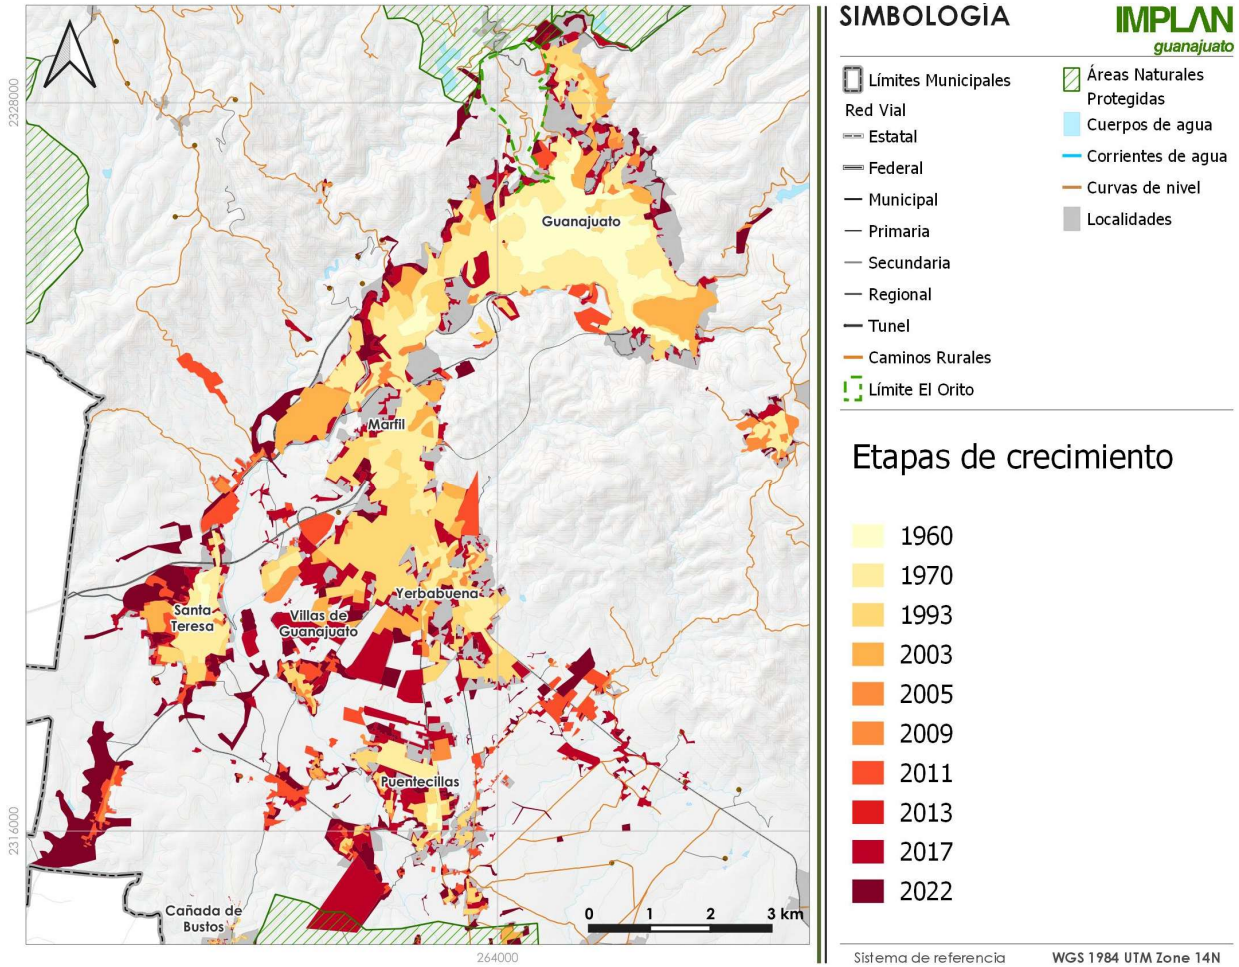 SIMBOLOGÍA
IMPLAN
guanajuato
Límites Municipales
Red Vial
Estatal
Federal
Municipal
Primaria
Secundaria
Regional
Tunel
Caminos Rurales
Límite El Orito
Áreas Naturales
Protegidas
Cuerpos de agua
Corrientes de agua
Curvas de nivel
Localidades
Etapas de crecimiento
1960
1970
1993
2003
2005
2009
2011
2013
2017
2022
Sistema de referencia
WGS 1984 UTM Zone 14N
2328000
2316000
264000
Guanajuato
Marfil
Yerbabuena
Santa
Teresa
Villas de
Guanajuato
Puentecillas
Cañada de
Bustos
0 1 2 3 km